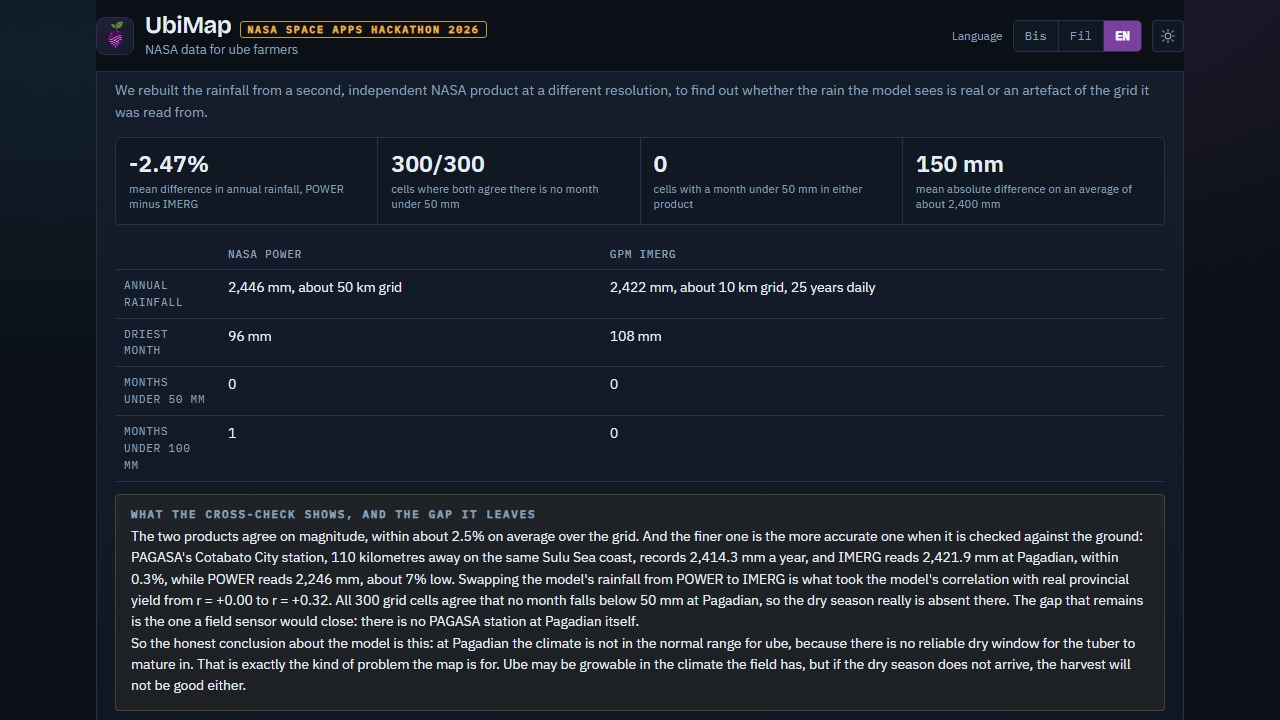 UbiMap NASA SPACE APPS HACKATHON 2026
NASA data for ube farmers
Language Bis Fil EN
We rebuilt the rainfall from a second, independent NASA product at a different resolution, to find out whether the rain the model sees is real or an artefact of the grid it
was read from.
-2.47%
mean difference in annual rainfall, POWER
minus IMERG
300/300
cells where both agree there is no month
under 50 mm
0
cells with a month under 50 mm in either
product
150 mm
mean absolute difference on an average of
about 2,400 mm
NASA POWER GPM IMERG
ANNUAL
RAINFALL
2,446 mm, about 50 km grid 2,422 mm, about 10 km grid, 25 years daily
DRIEST
MONTH
96 mm 108 mm
MONTHS
UNDER 50 MM
0 0
MONTHS
UNDER 100
MM
1 0
WHAT THE CROSS-CHECK SHOWS, AND THE GAP IT LEAVES
The two products agree on magnitude, within about 2.5% on average over the grid. And the finer one is the more accurate one when it is checked against the ground:
PAGASA's Cotabato City station, 110 kilometres away on the same Sulu Sea coast, records 2,414.3 mm a year, and IMERG reads 2,421.9 mm at Pagadian, within
0.3%, while POWER reads 2,246 mm, about 7% low. Swapping the model's rainfall from POWER to IMERG is what took the model's correlation with real provincial
yield from r = +0.00 to r = +0.32. All 300 grid cells agree that no month falls below 50 mm at Pagadian, so the dry season really is absent there. The gap that remains
is the one a field sensor would close: there is no PAGASA station at Pagadian itself.
So the honest conclusion about the model is this: at Pagadian the climate is not in the normal range for ube, because there is no reliable dry window for the tuber to
mature in. That is exactly the kind of problem the map is for. Ube may be growable in the climate the field has, but if the dry season does not arrive, the harvest will
not be good either.